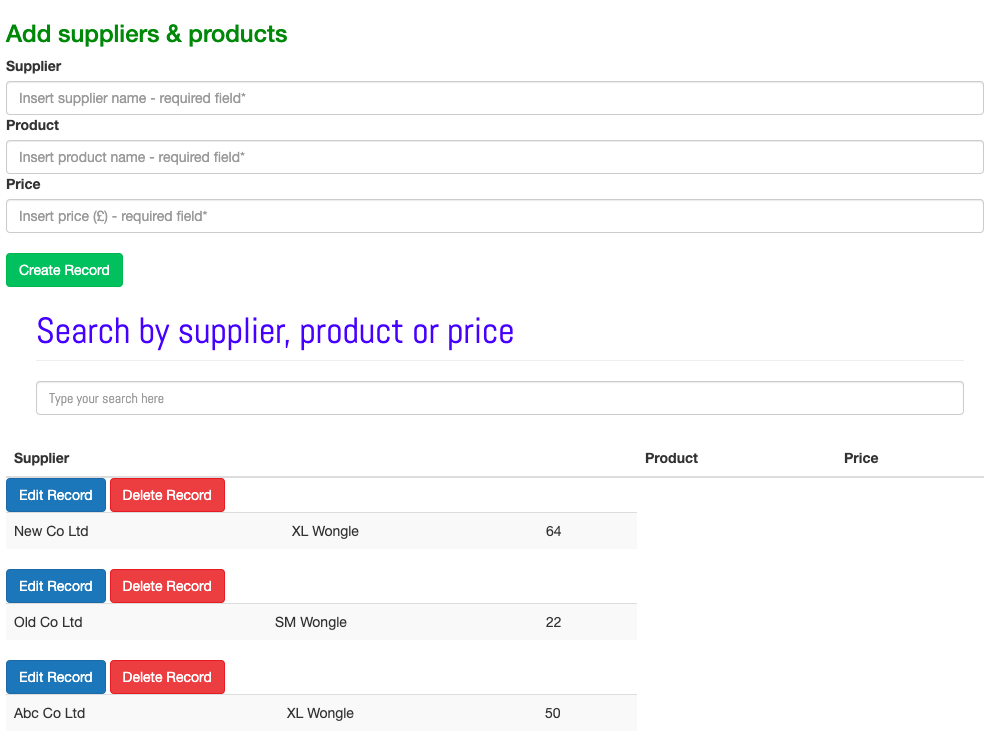 Add suppliers & products
Supplier
Insert supplier name - required field*
Product
Insert product name - required field*
Price
Insert price (£) - required field*
Create Record
Search by supplier, product or price
Type your search here
Supplier Product Price
Edit Record Delete Record
New Co Ltd XL Wongle 64
Edit Record Delete Record
Old Co Ltd SM Wongle 22
Edit Record Delete Record
Abc Co Ltd XL Wongle 50